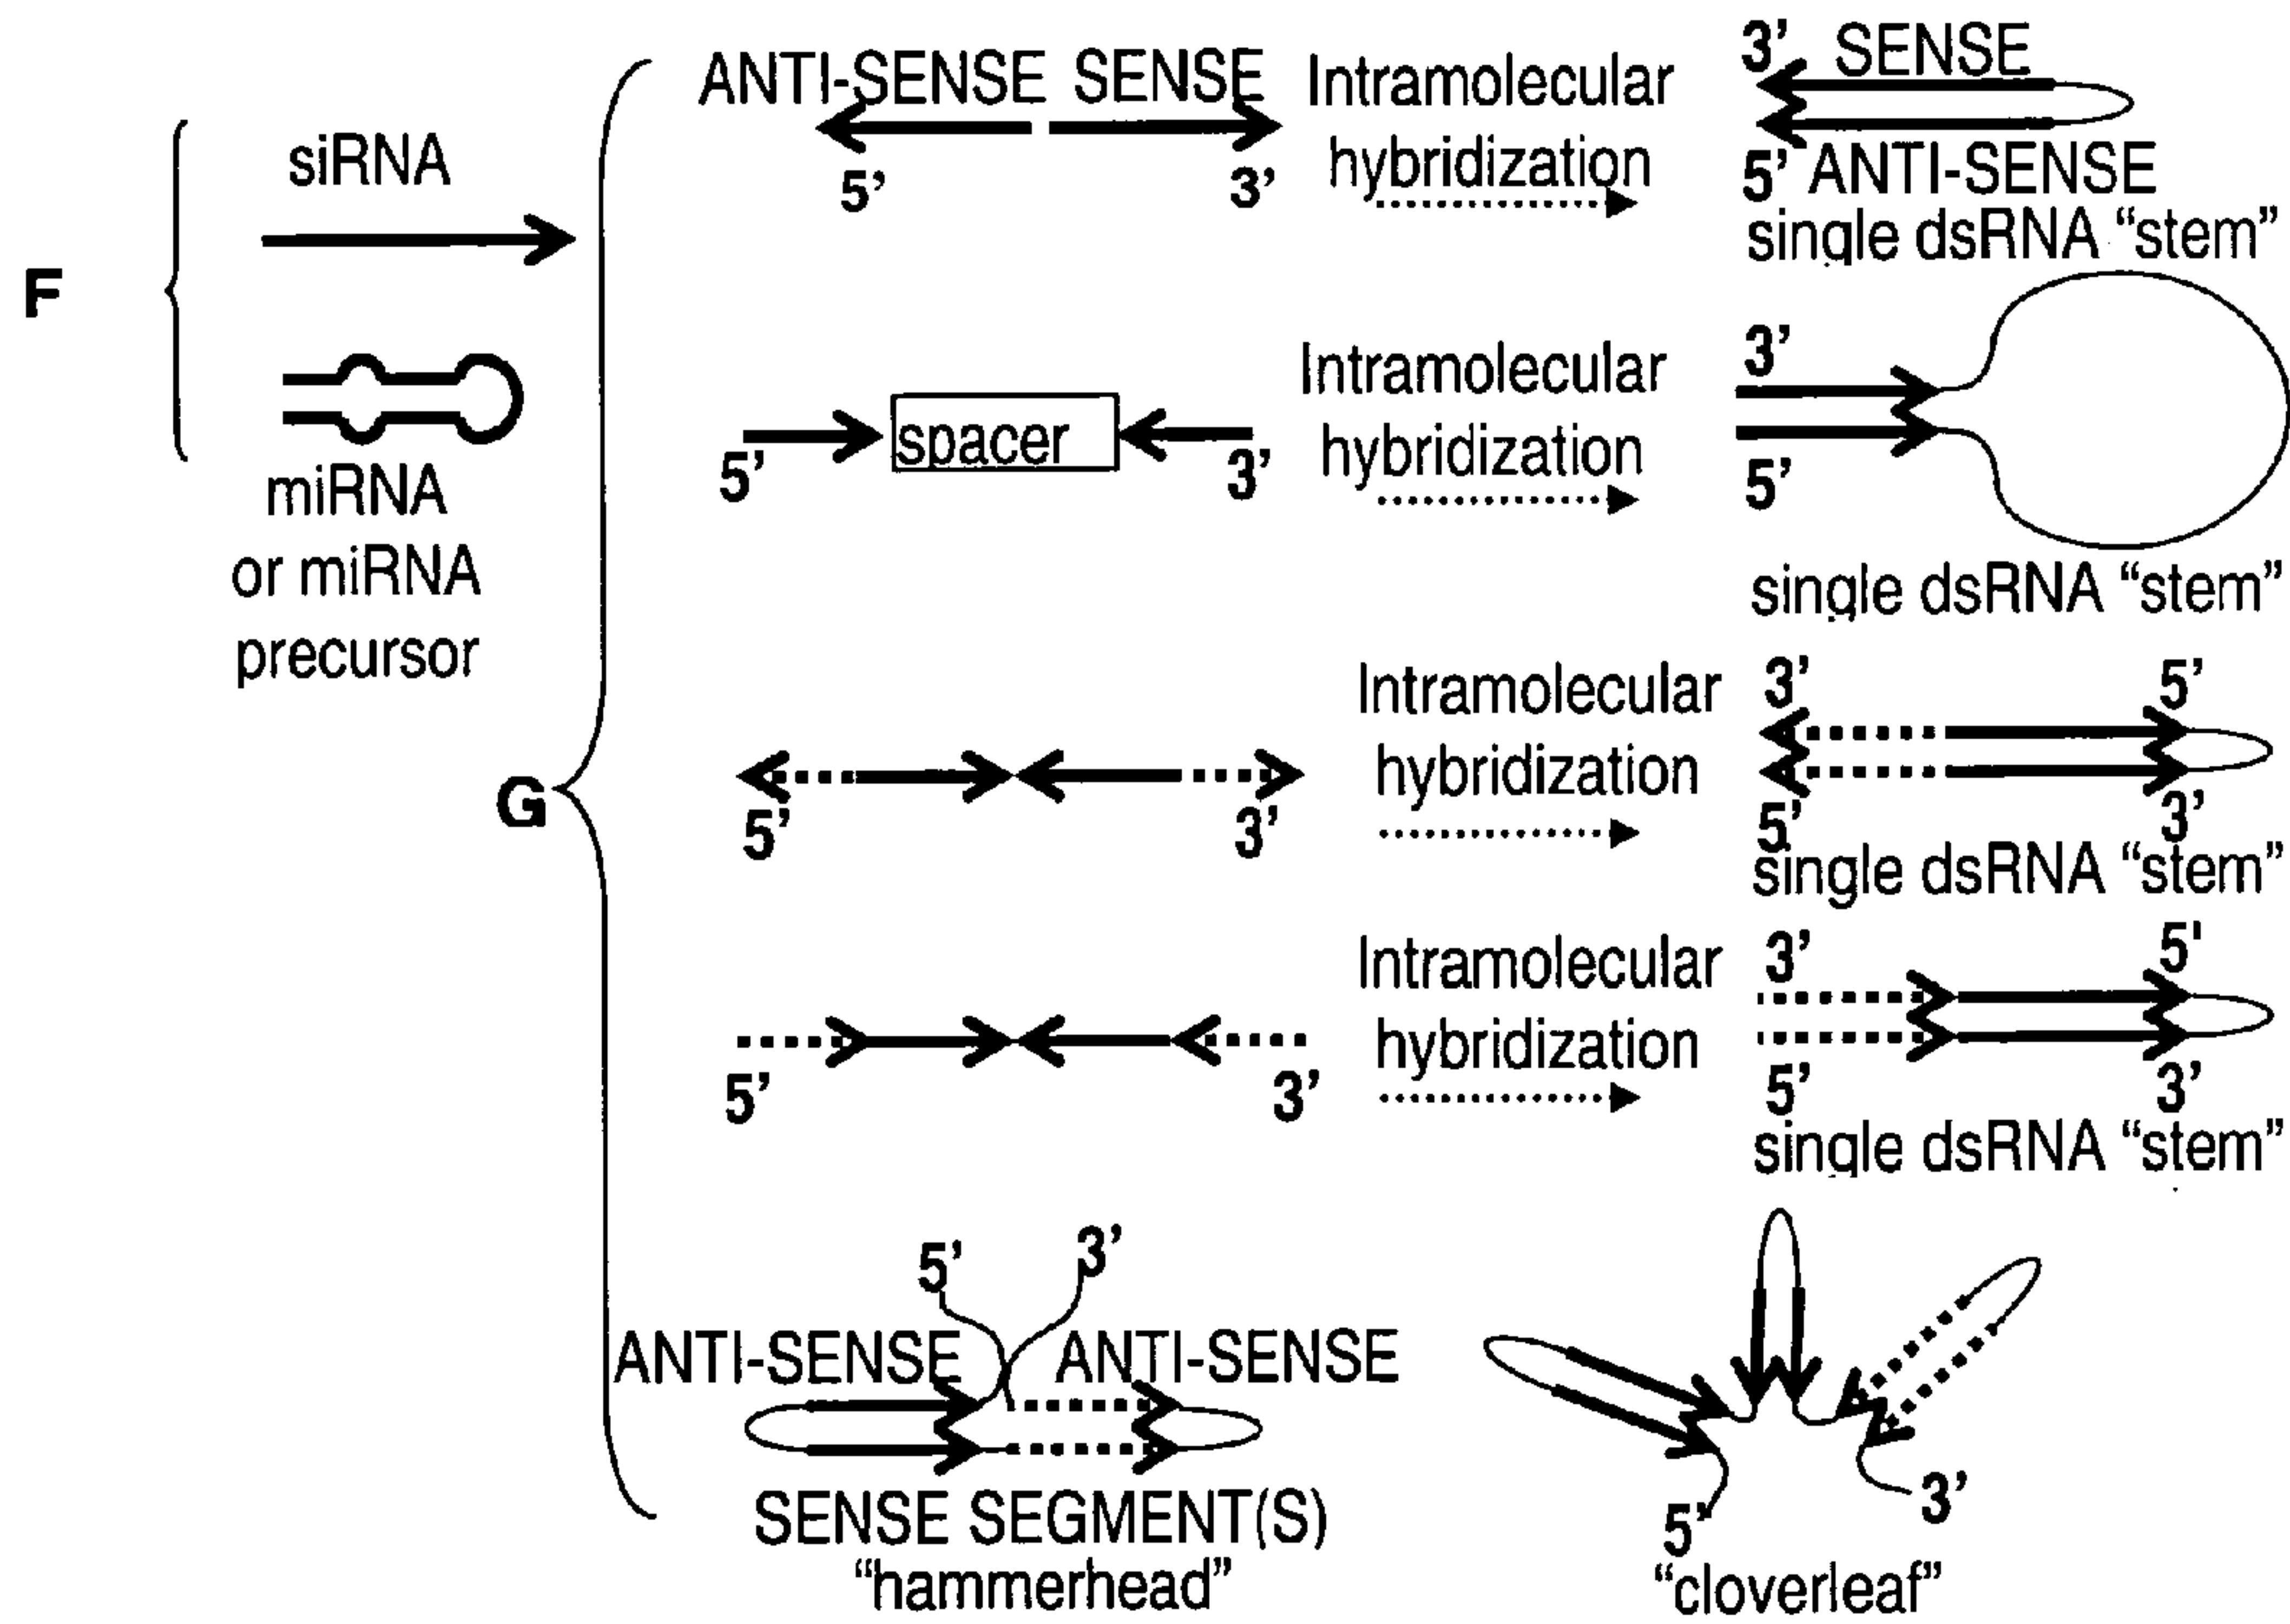 F
siRNA
miRNA
or miRNA
precursor
G
ANTI-SENSE SENSE
5' 3'
Intramolecular
hybridization
3' SENSE
5' ANTI-SENSE
single dsRNA “stem”
5' spacer 3'
Intramolecular
hybridization
3'
5'
single dsRNA “stem”
5' 3'
Intramolecular
hybridization
3' 5'
5' 3'
single dsRNA “stem”
5' 3'
Intramolecular
hybridization
3' 5'
5' 3'
single dsRNA “stem”
5' 3'
ANTI-SENSE ANTI-SENSE
SENSE SEGMENT(S)
“hammerhead”
5' 3'
“cloverleaf”